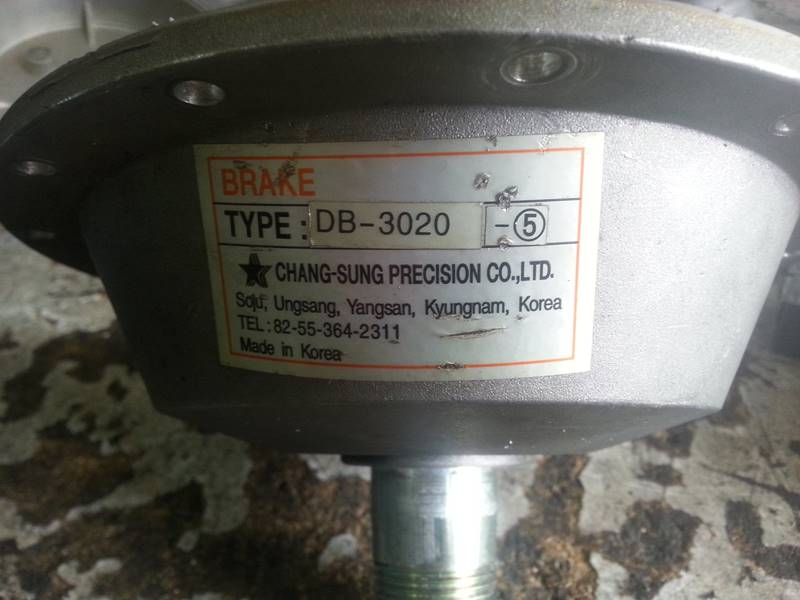 BRAKE
TYPE : DB-3020 -⑤
★ CHANG-SUNG PRECISION CO.,LTD.
Soju, Ungsang, Yangsan, Kyungnam, Korea
TEL : 82-55-364-2311
Made in Korea